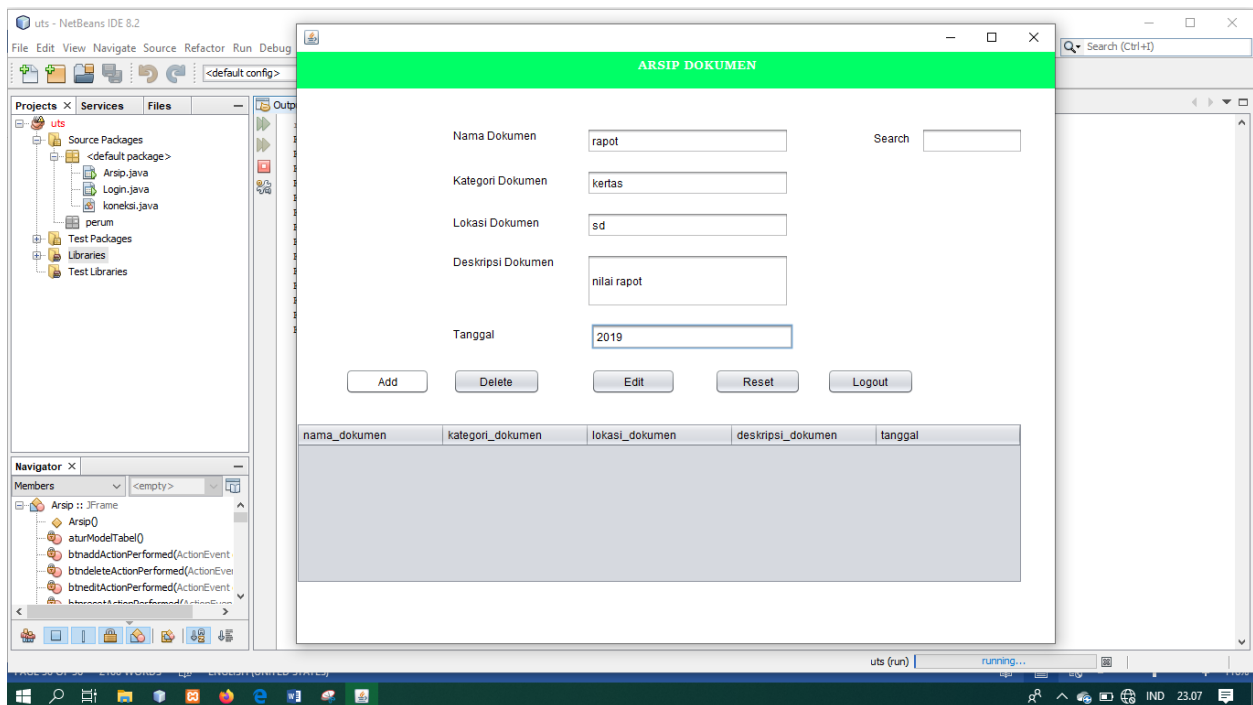 uts - NetBeans IDE 8.2
File Edit View Navigate Source Refactor Run Debug
Search (Ctrl+I)
<default config>
Projects Services Files
Outp
uts
Source Packages
<default package>
Arsip.java
Login.java
koneksi.java
perum
Test Packages
Libraries
Test Libraries
ARSIP DOKUMEN
Nama Dokumen rapot Search
Kategori Dokumen kertas
Lokasi Dokumen sd
Deskripsi Dokumen nilai rapot
Tanggal 2019
Add Delete Edit Reset Logout
nama_dokumen kategori_dokumen lokasi_dokumen deskripsi_dokumen tanggal
Navigator
Members <empty>
Arsip :: JFrame
Arsip()
aturModelTabel()
btnaddActionPerformed(ActionEvent
btndeleteActionPerformed(ActionEve
btneditActionPerformed(ActionEvent
uts (run) running...
IND 23.07